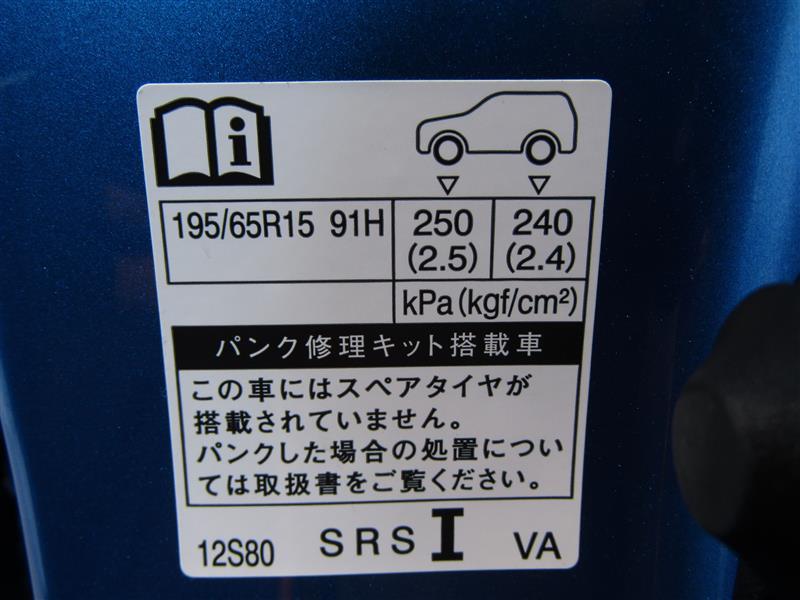 195/65R15 91H 250 (2.5) 240 (2.4)
kPa(kgf/cm²)
パンク修理キット搭載車
この車にはスペアタイヤが
搭載されていません。
パンクした場合の処置につい
ては取扱書をご覧ください。
12S80 SRS I VA